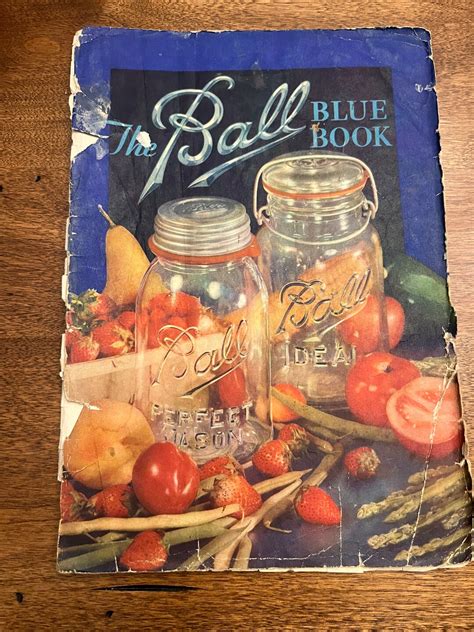 The Ball BLUE
BOOK
Ball
PERFECT
MASON
Ball
IDEAL